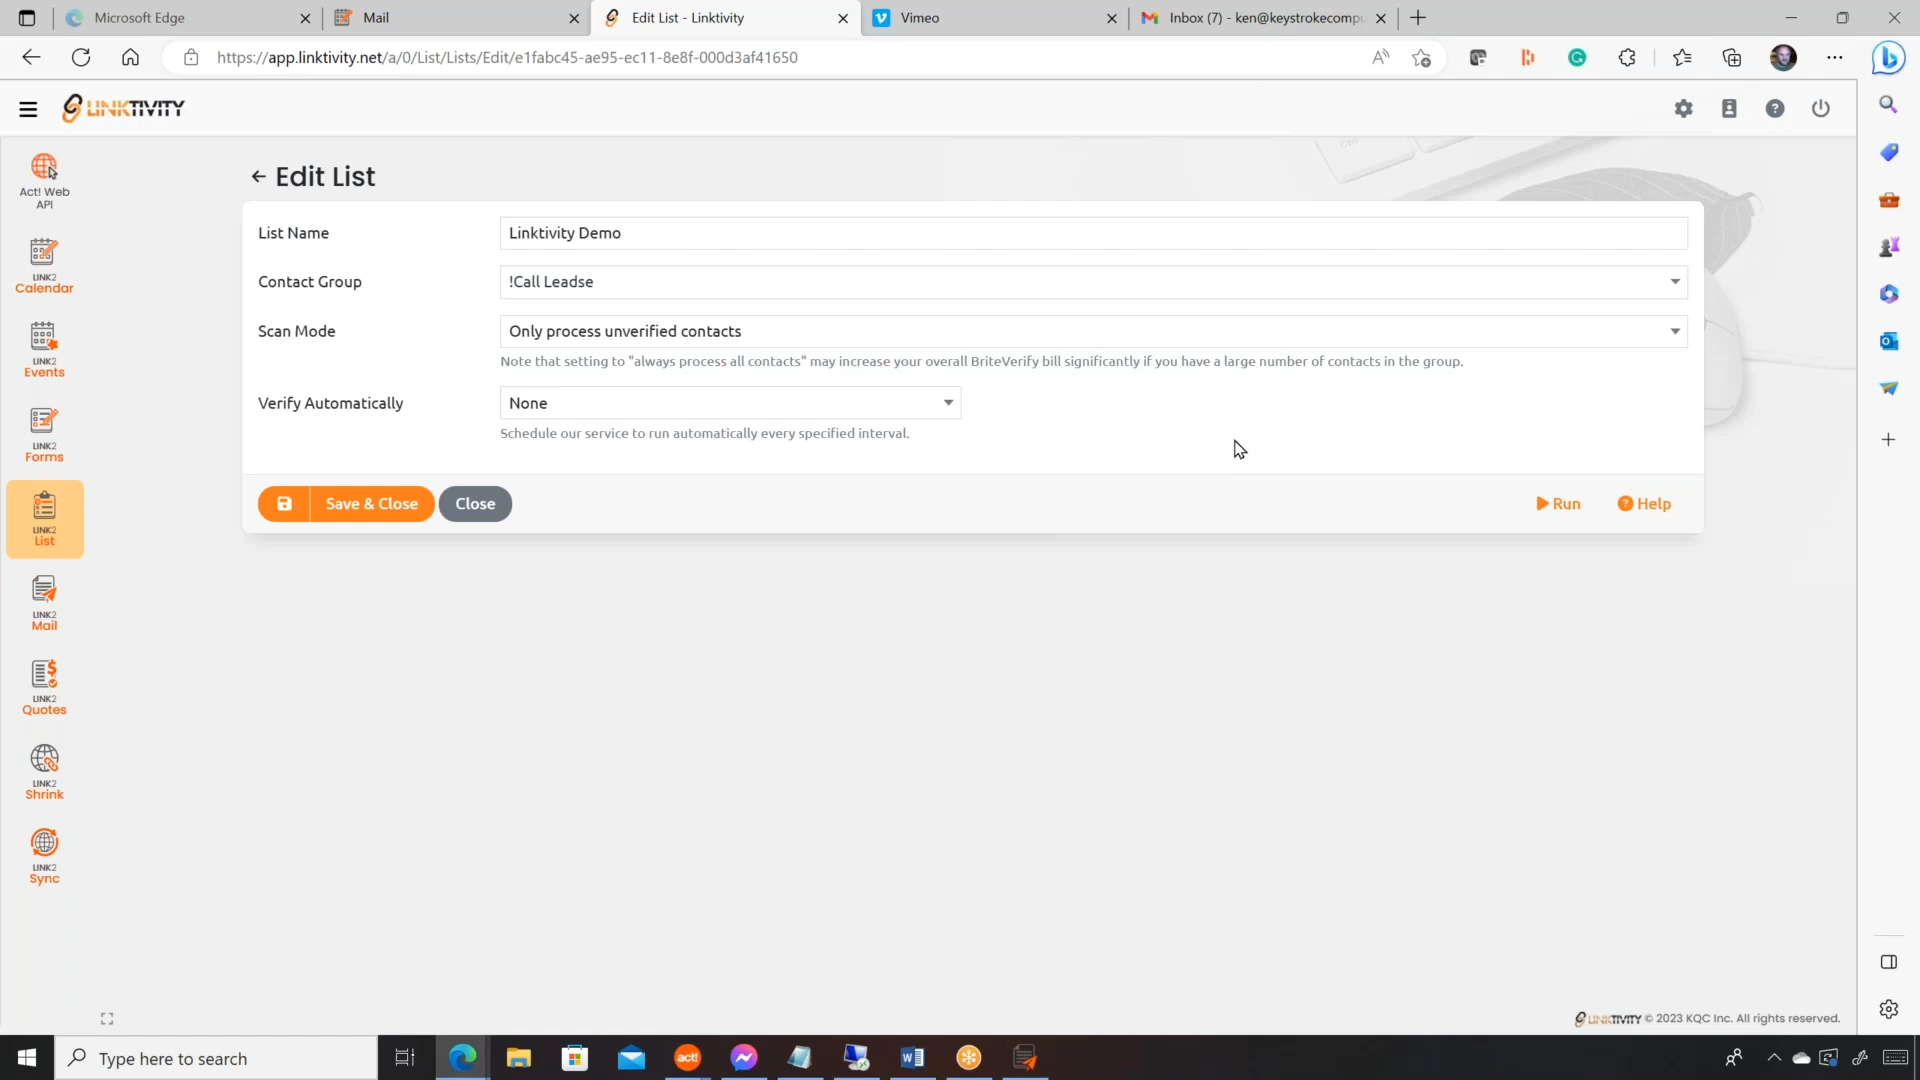 Microsoft Edge
Mail
Edit List - Linktivity
Vimeo
Inbox (7) - ken@keystrokecompu
https://app.linktivity.net/a/0/List/Lists/Edit/e1fabc45-ae95-ec11-8e8f-000d3af41650
LINKTIVITY
Act! Web
API
LINK2
Calendar
LINK2
Events
LINK2
Forms
LINK2
List
LINK2
Mail
LINK2
Quotes
LINK2
Shrink
LINK2
Sync
← Edit List
List Name
Linktivity Demo
Contact Group
!Call Leadse
Scan Mode
Only process unverified contacts
Note that setting to "always process all contacts" may increase your overall BriteVerify bill significantly if you have a large number of contacts in the group.
Verify Automatically
None
Schedule our service to run automatically every specified interval.
Save & Close
Close
Run
Help
LINKTIVITY © 2023 KQC Inc. All rights reserved.
Type here to search
act!